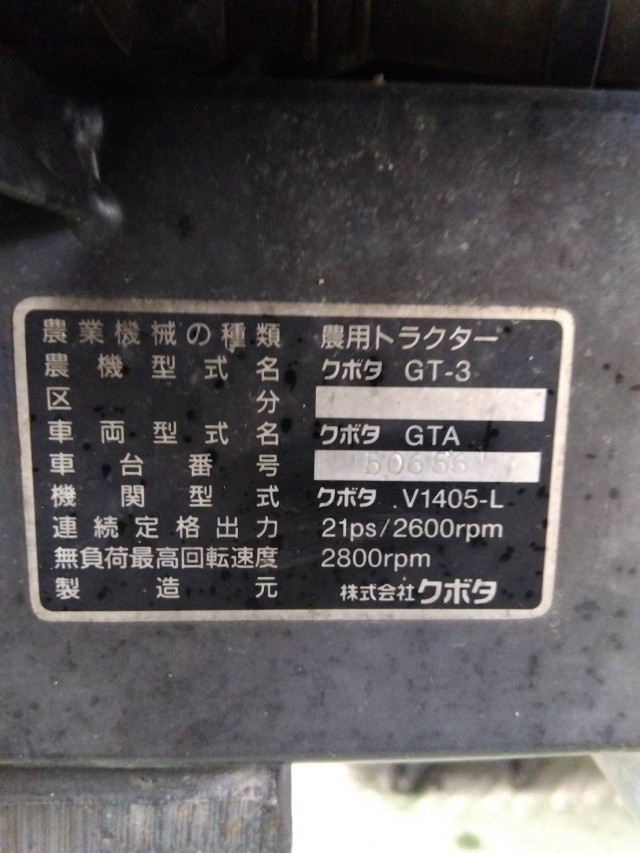 農業機械の種類 農用トラクター
農機型式名 クボタ GT-3
区分
車両型式名 クボタ GTA
車台番号 50655
機関型式 クボタ V1405-L
連続定格出力 21ps/2600rpm
無負荷最高回転速度 2800rpm
製造元 株式会社クボタ